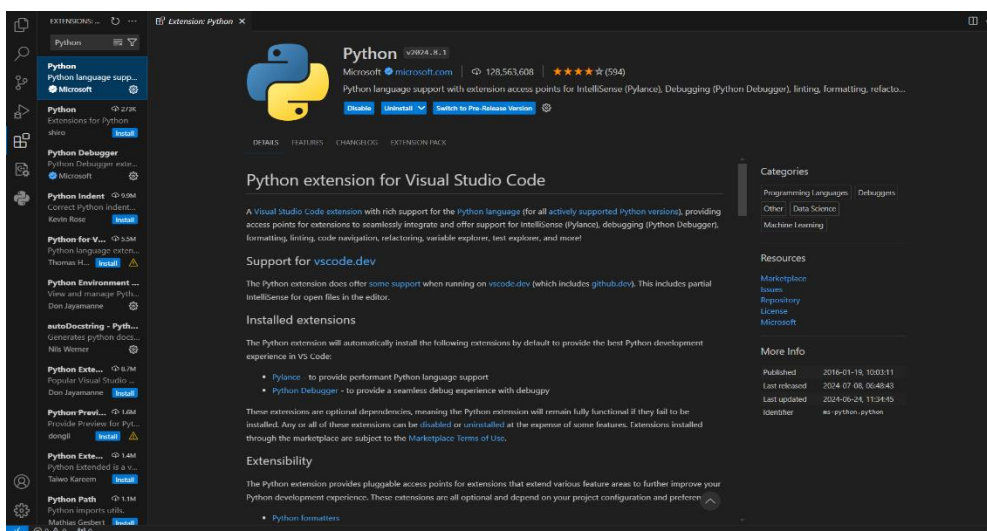 EXTENSIONS: ...
Python
Python
Python language supp...
Microsoft
Python 273K
Extensions for Python
shiro Install
Python Debugger
Python Debugger exte...
Microsoft
Python Indent 9.9M
Correct Python indent...
Kevin Rose Install
Python for V... 5.5M
Python language exten...
Thomas H... Install
Python Environment ...
View and manage Pyth...
Don Jayamanne
autoDocstring - Pyth...
Generates python docs...
Nils Werner
Python Exte... 8.7M
Popular Visual Studio ...
Don Jayamanne Install
Python Previ... 1.6M
Provide Preview for Pyt...
dongli Install
Python Exte... 1.4M
Python Extended is a v...
Taiwo Kareem Install
Python Path 1.1M
Python imports utils.
Mathias Gesbert Install
Extension: Python
Python v2024.8.1
Microsoft microsoft.com 128,563,608 (594)
Python language support with extension access points for IntelliSense (Pylance), Debugging (Python Debugger), linting, formatting, refacto...
Disable Uninstall Switch to Pre-Release Version
DETAILS FEATURES CHANGELOG EXTENSION PACK
Python extension for Visual Studio Code
A Visual Studio Code extension with rich support for the Python language (for all actively supported Python versions), providing
access points for extensions to seamlessly integrate and offer support for IntelliSense (Pylance), debugging (Python Debugger),
formatting, linting, code navigation, refactoring, variable explorer, test explorer, and more!
Support for vscode.dev
The Python extension does offer some support when running on vscode.dev (which includes github.dev). This includes partial
IntelliSense for open files in the editor.
Installed extensions
The Python extension will automatically install the following extensions by default to provide the best Python development
experience in VS Code:
• Pylance - to provide performant Python language support
• Python Debugger - to provide a seamless debug experience with debugpy
These extensions are optional dependencies, meaning the Python extension will remain fully functional if they fail to be
installed. Any or all of these extensions can be disabled or uninstalled at the expense of some features. Extensions installed
through the marketplace are subject to the Marketplace Terms of Use.
Extensibility
The Python extension provides pluggable access points for extensions that extend various feature areas to further improve your
Python development experience. These extensions are all optional and depend on your project configuration and preferen
• Python formatters
Categories
Programming Languages Debuggers
Other Data Science
Machine Learning
Resources
Marketplace
Issues
Repository
License
Microsoft
More Info
Published 2016-01-19, 10:03:11
Last released 2024-07-08, 06:48:43
Last updated 2024-06-24, 11:34:45
Identifier ms-python.python